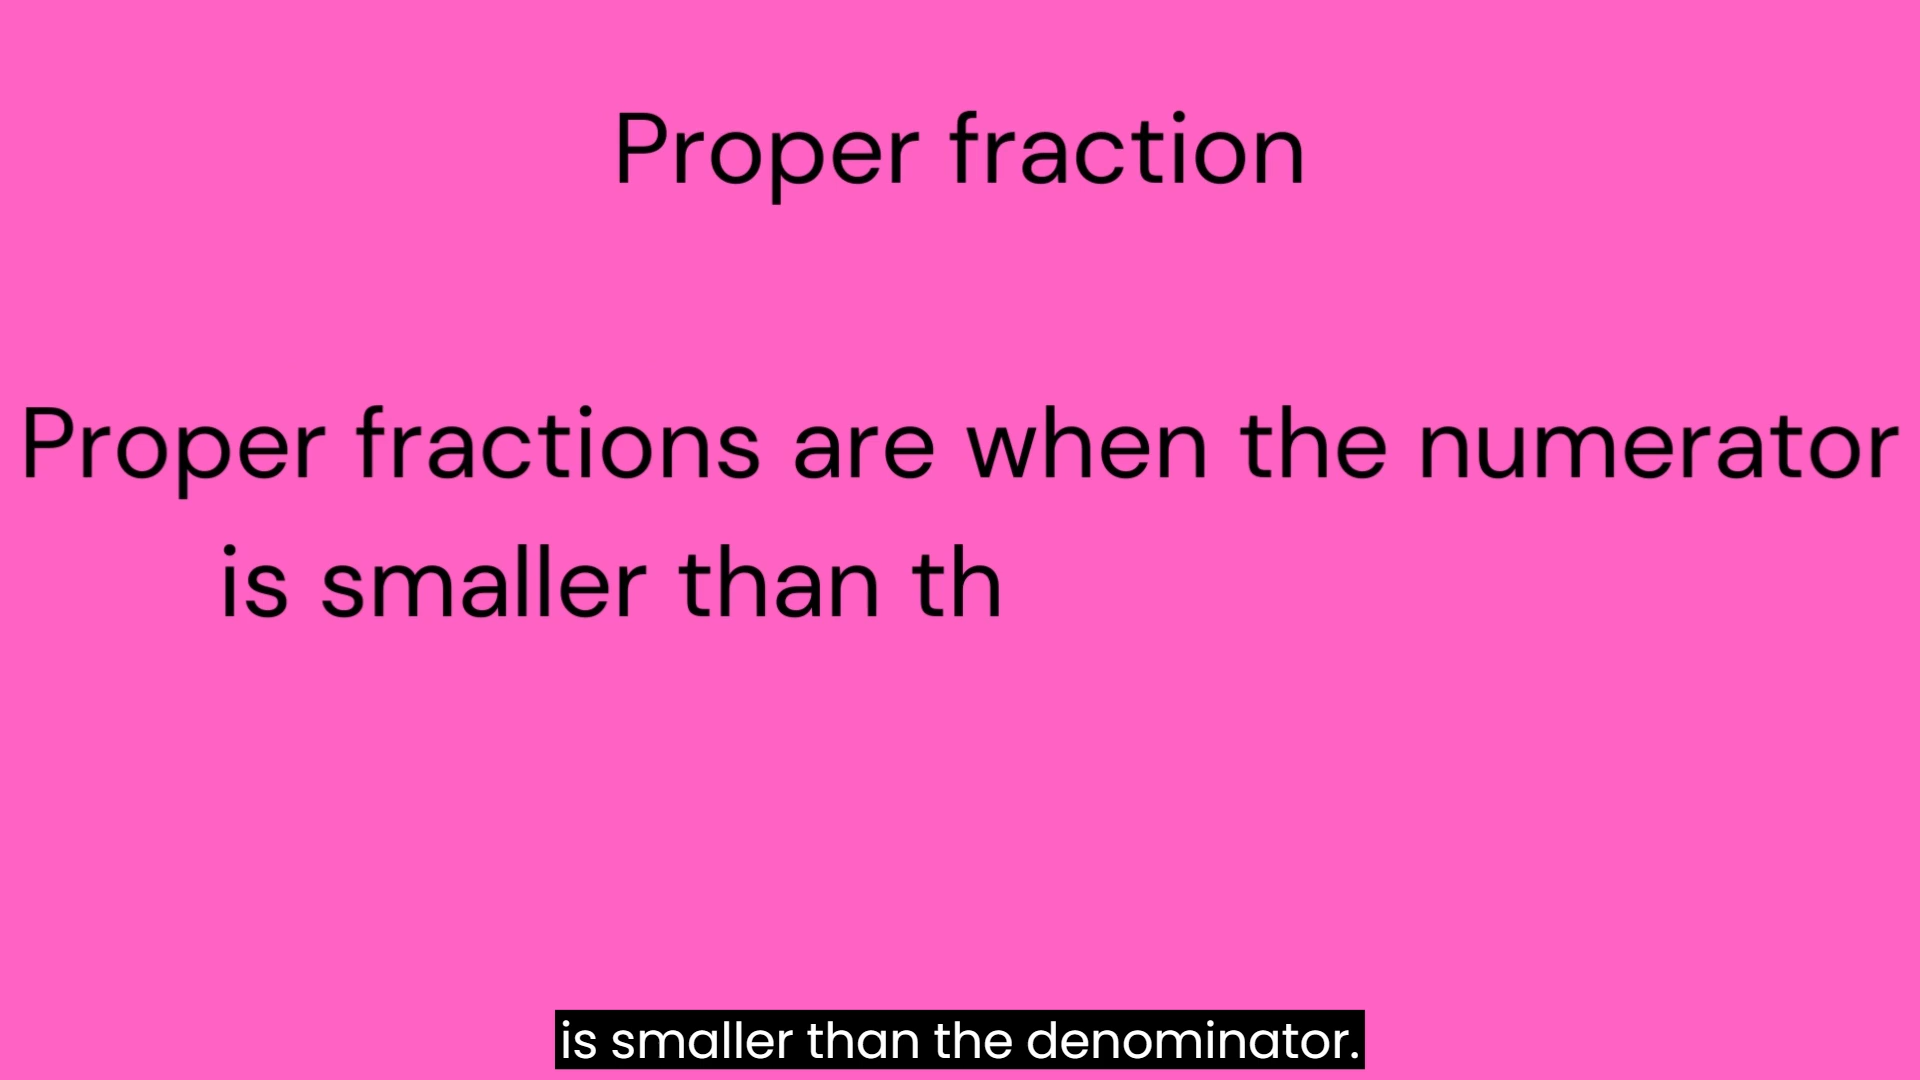 Proper fraction
Proper fractions are when the numerator
is smaller than th
is smaller than the denominator.